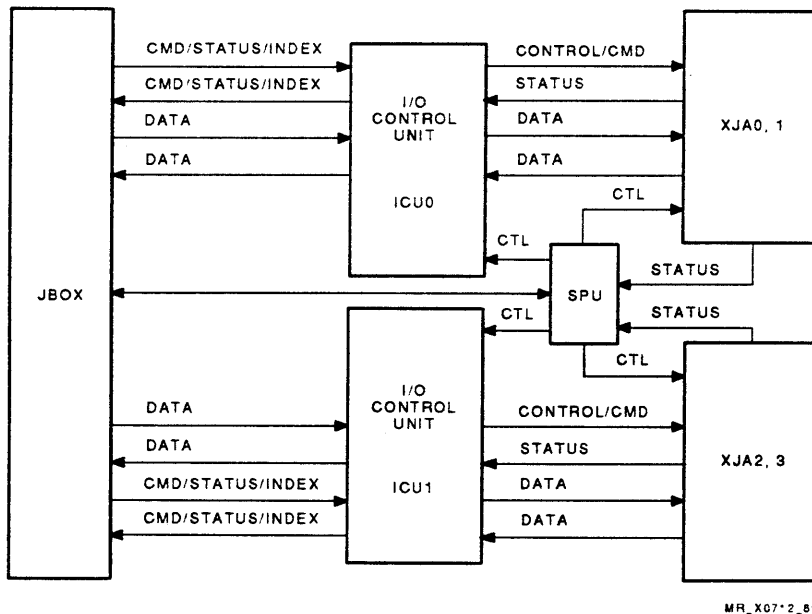 CMD/STATUS/INDEX
CMD/STATUS/INDEX
DATA
DATA
I/O
CONTROL
UNIT
ICU0
CONTROL/CMD
STATUS
DATA
DATA
XJA0, 1
CTL
CTL
STATUS
JBOX
SPU
CTL
STATUS
CTL
DATA
DATA
CMD/STATUS/INDEX
CMD/STATUS/INDEX
I/O
CONTROL
UNIT
ICU1
CONTROL/CMD
STATUS
DATA
DATA
XJA2, 3